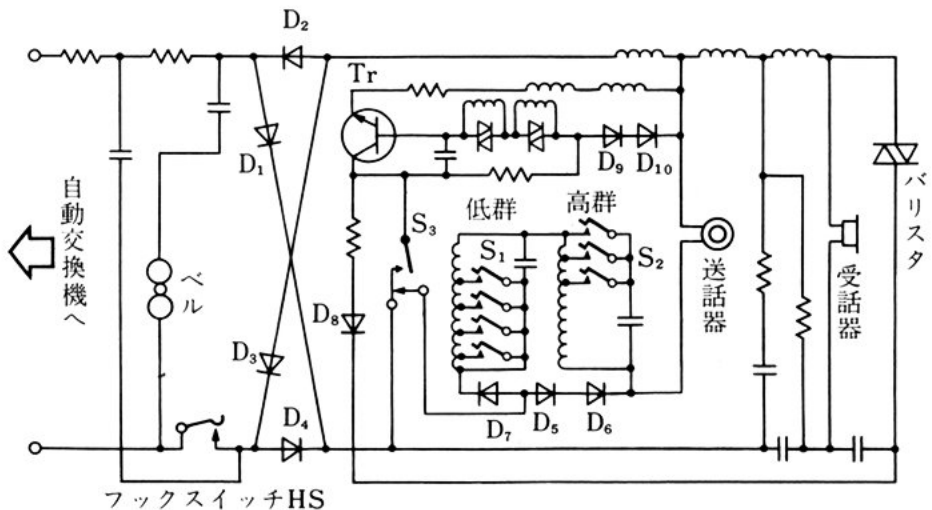 D₂
Tr
D₁
D₉
D₁₀
自動交換機へ
ベル
低群
高群
S₃
S₁
S₂
送話器
受話器
バリスタ
D₈
D₃
D₄
D₇
D₅
D₆
フックスイッチHS